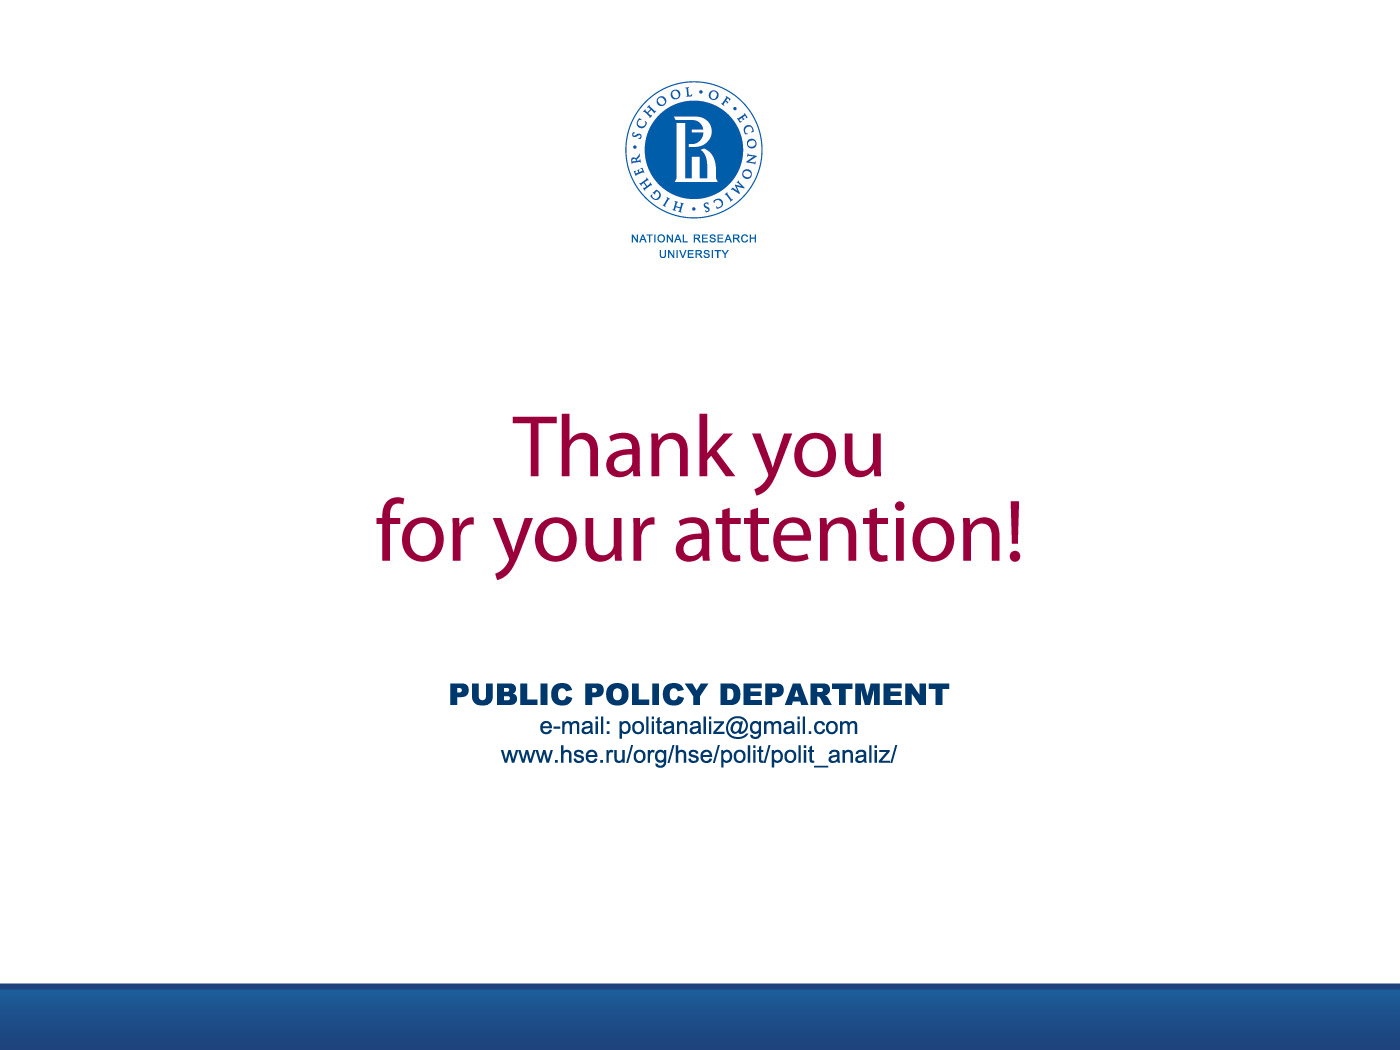 HIGHER • SCHOOL • OF • ECONOMICS •
NATIONAL RESEARCH
UNIVERSITY
Thank you
for your attention!
PUBLIC POLICY DEPARTMENT
e-mail: politanaliz@gmail.com
www.hse.ru/org/hse/polit/polit_analiz/